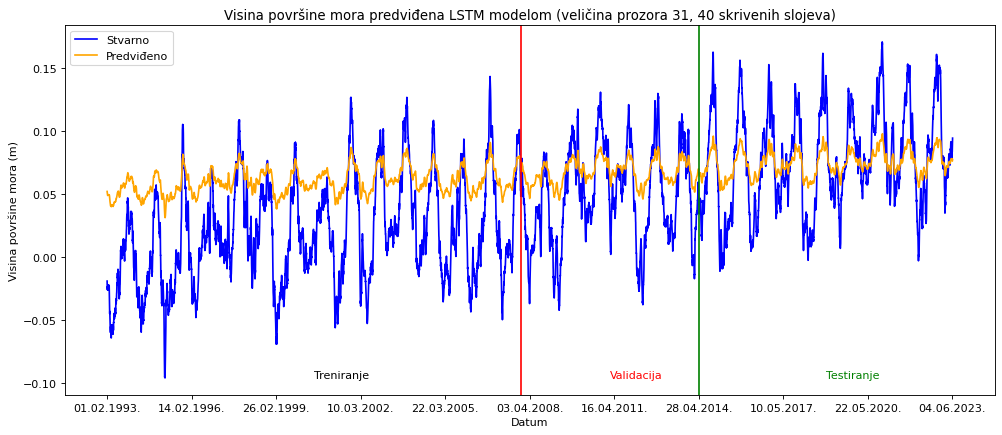 Visina površine mora predviđena LSTM modelom (veličina prozora 31, 40 skrivenih slojeva)
Stvarno
Predviđeno
0.15
0.10
0.05
0.00
−0.05
−0.10
Visina površine mora (m)
Treniranje
Validacija
Testiranje
01.02.1993.
14.02.1996.
26.02.1999.
10.03.2002.
22.03.2005.
03.04.2008.
16.04.2011.
28.04.2014.
10.05.2017.
22.05.2020.
04.06.2023.
Datum